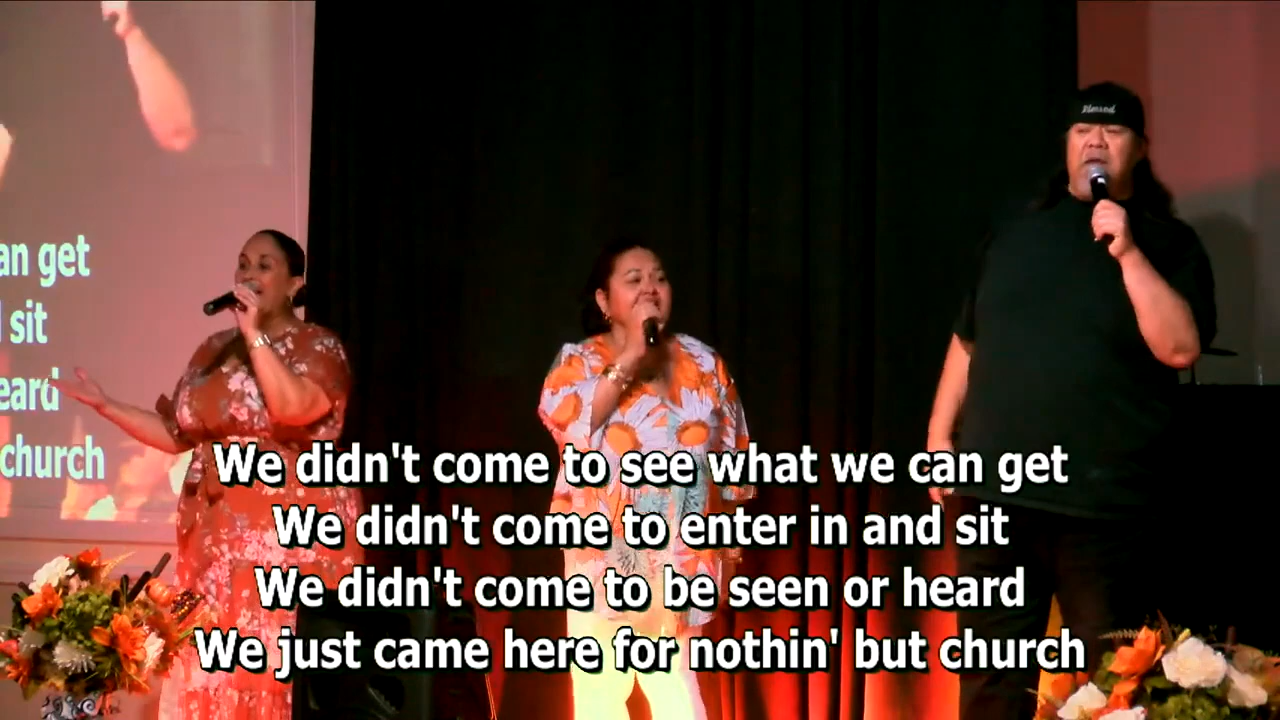 Blessed
an get
sit
eard
church
We didn't come to see what we can get
We didn't come to enter in and sit
We didn't come to be seen or heard
We just came here for nothin' but church